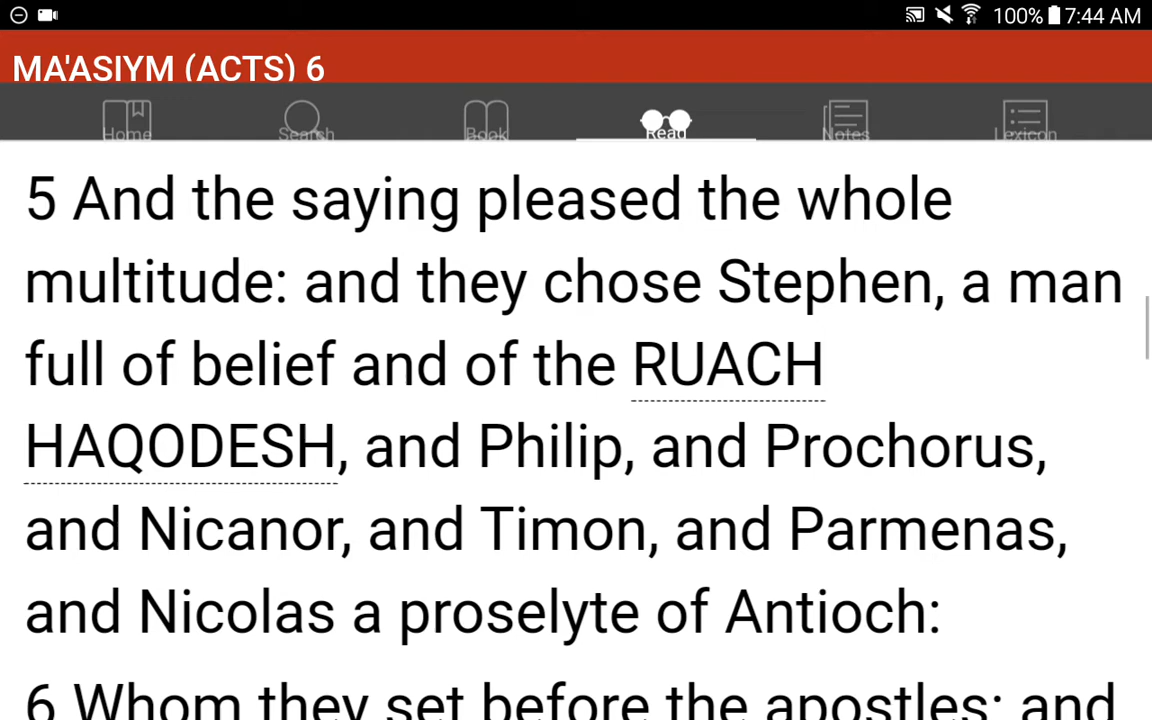 100% 7:44 AM
MA'ASIYM (ACTS) 6
Home Search Book Read Notes Lexicon
5 And the saying pleased the whole
multitude: and they chose Stephen, a man
full of belief and of the RUACH
HAQODESH, and Philip, and Prochorus,
and Nicanor, and Timon, and Parmenas,
and Nicolas a proselyte of Antioch:
6 Whom they set before the apostles: and